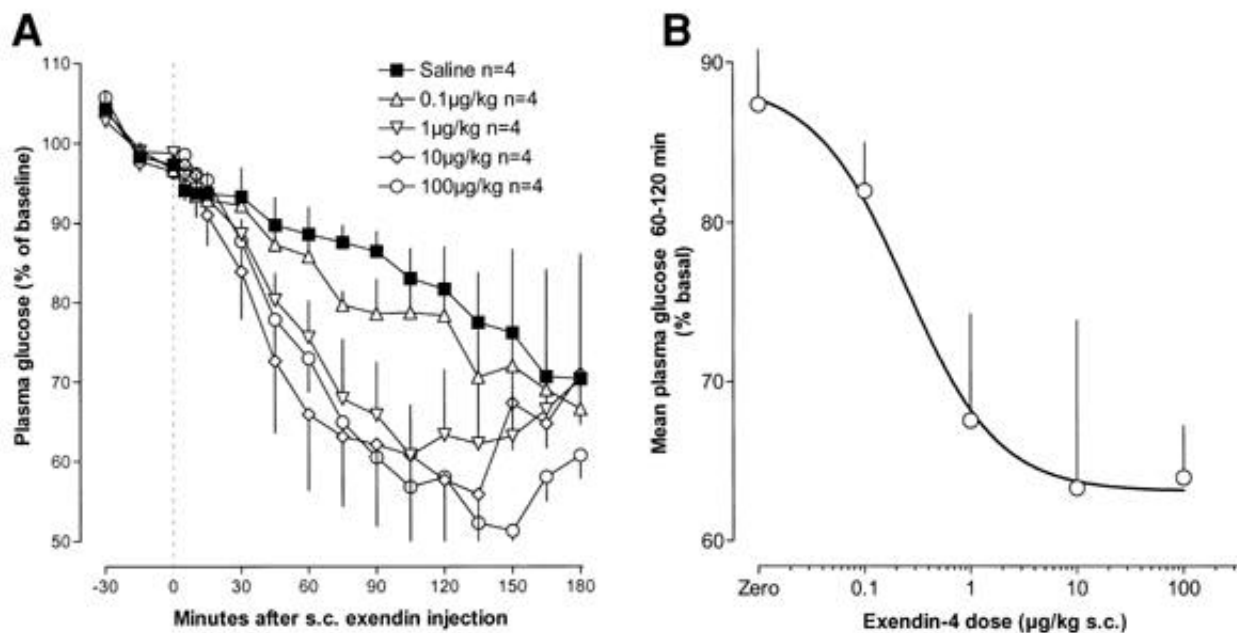 A
Plasma glucose (% of baseline)
110
100
90
80
70
60
50
Saline n=4
0.1µg/kg n=4
1µg/kg n=4
10µg/kg n=4
100µg/kg n=4
-30 0 30 60 90 120 150 180
Minutes after s.c. exendin injection
B
Mean plasma glucose 60-120 min
(% basal)
90
80
70
60
Zero 0.1 1 10 100
Exendin-4 dose (µg/kg s.c.)